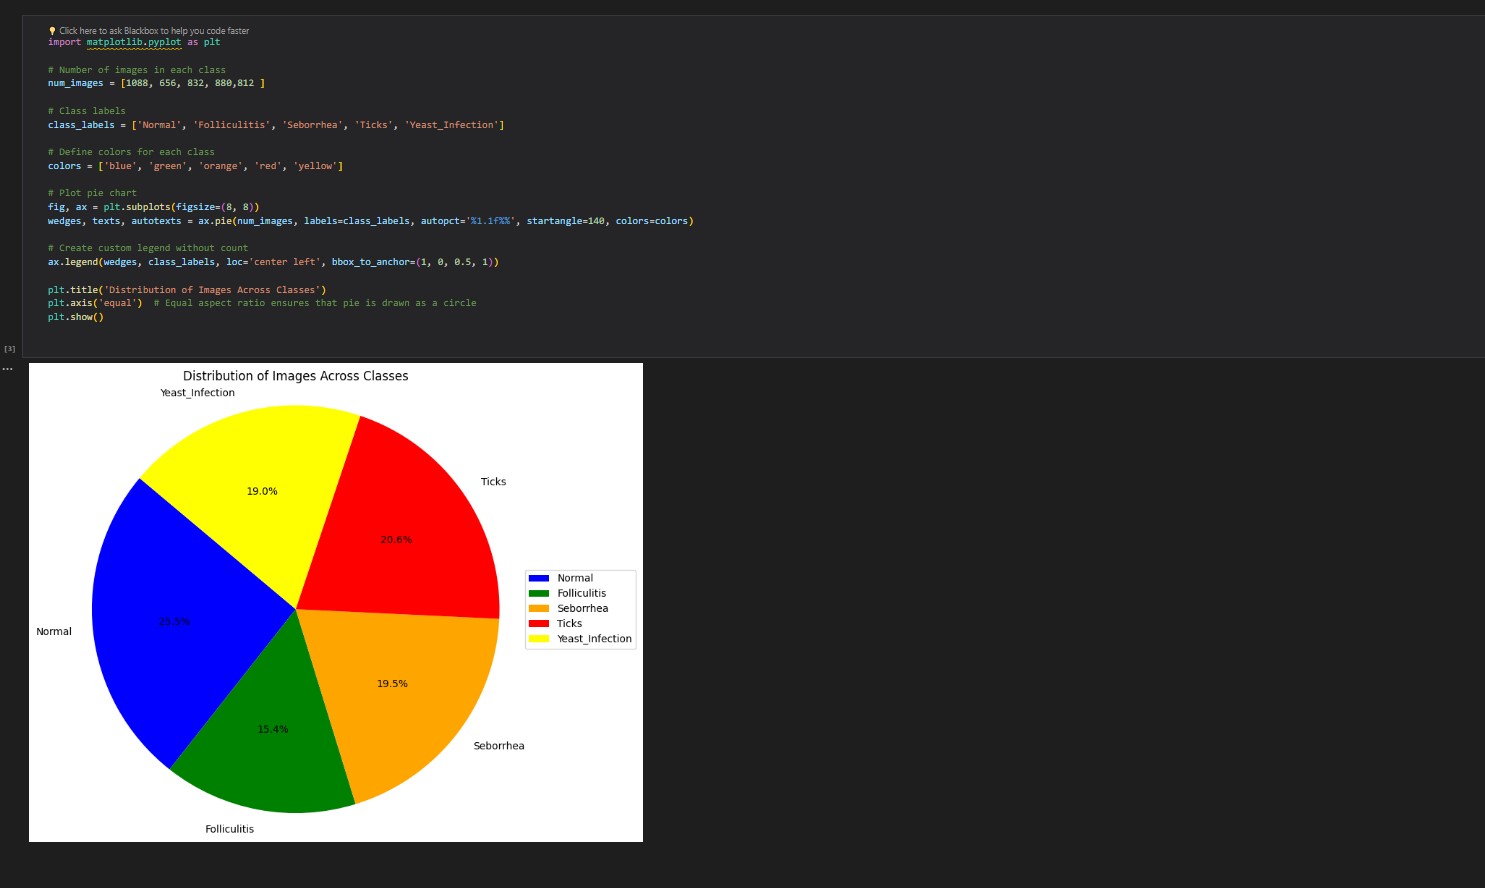 Click here to ask Blackbox to help you code faster
import matplotlib.pyplot as plt
# Number of images in each class
num_images = [1088, 656, 832, 880,812 ]
# Class labels
class_labels = ['Normal', 'Folliculitis', 'Seborrhea', 'Ticks', 'Yeast_Infection']
# Define colors for each class
colors = ['blue', 'green', 'orange', 'red', 'yellow']
# Plot pie chart
fig, ax = plt.subplots(figsize=(8, 8))
wedges, texts, autotexts = ax.pie(num_images, labels=class_labels, autopct='%1.1f%%', startangle=140, colors=colors)
# Create custom legend without count
ax.legend(wedges, class_labels, loc='center left', bbox_to_anchor=(1, 0, 0.5, 1))
plt.title('Distribution of Images Across Classes')
plt.axis('equal')  # Equal aspect ratio ensures that pie is drawn as a circle
plt.show()
[3]
...
Distribution of Images Across Classes
Yeast_Infection
Ticks
19.0%
20.6%
Normal
Folliculitis
Seborrhea
Ticks
Yeast_Infection
25.5%
Normal
19.5%
15.4%
Seborrhea
Folliculitis